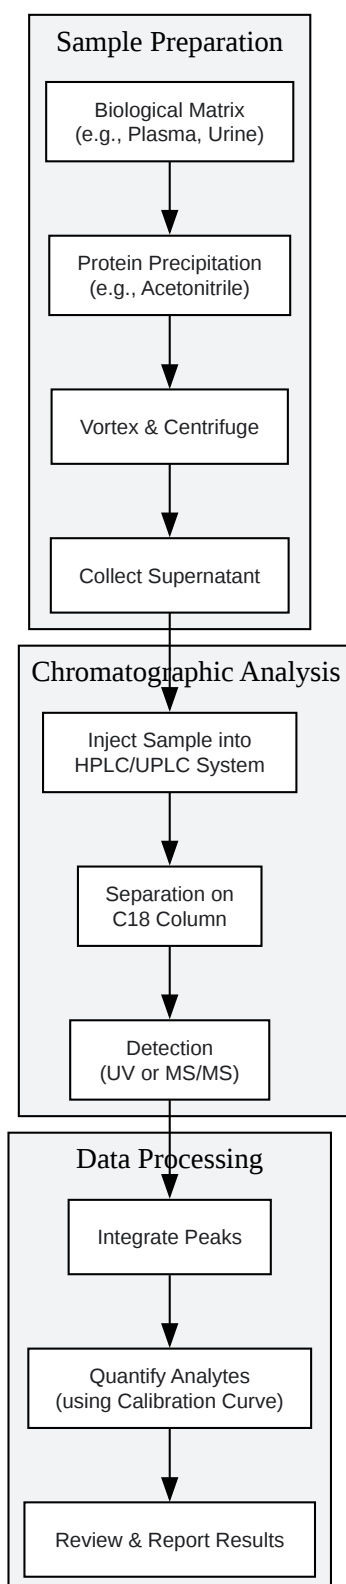 Sample Preparation
Biological Matrix
(e.g., Plasma, Urine)
Protein Precipitation
(e.g., Acetonitrile)
Vortex & Centrifuge
Collect Supernatant
Chromatographic Analysis
Inject Sample into
HPLC/UPLC System
Separation on
C18 Column
Detection
(UV or MS/MS)
Data Processing
Integrate Peaks
Quantify Analytes
(using Calibration Curve)
Review & Report Results